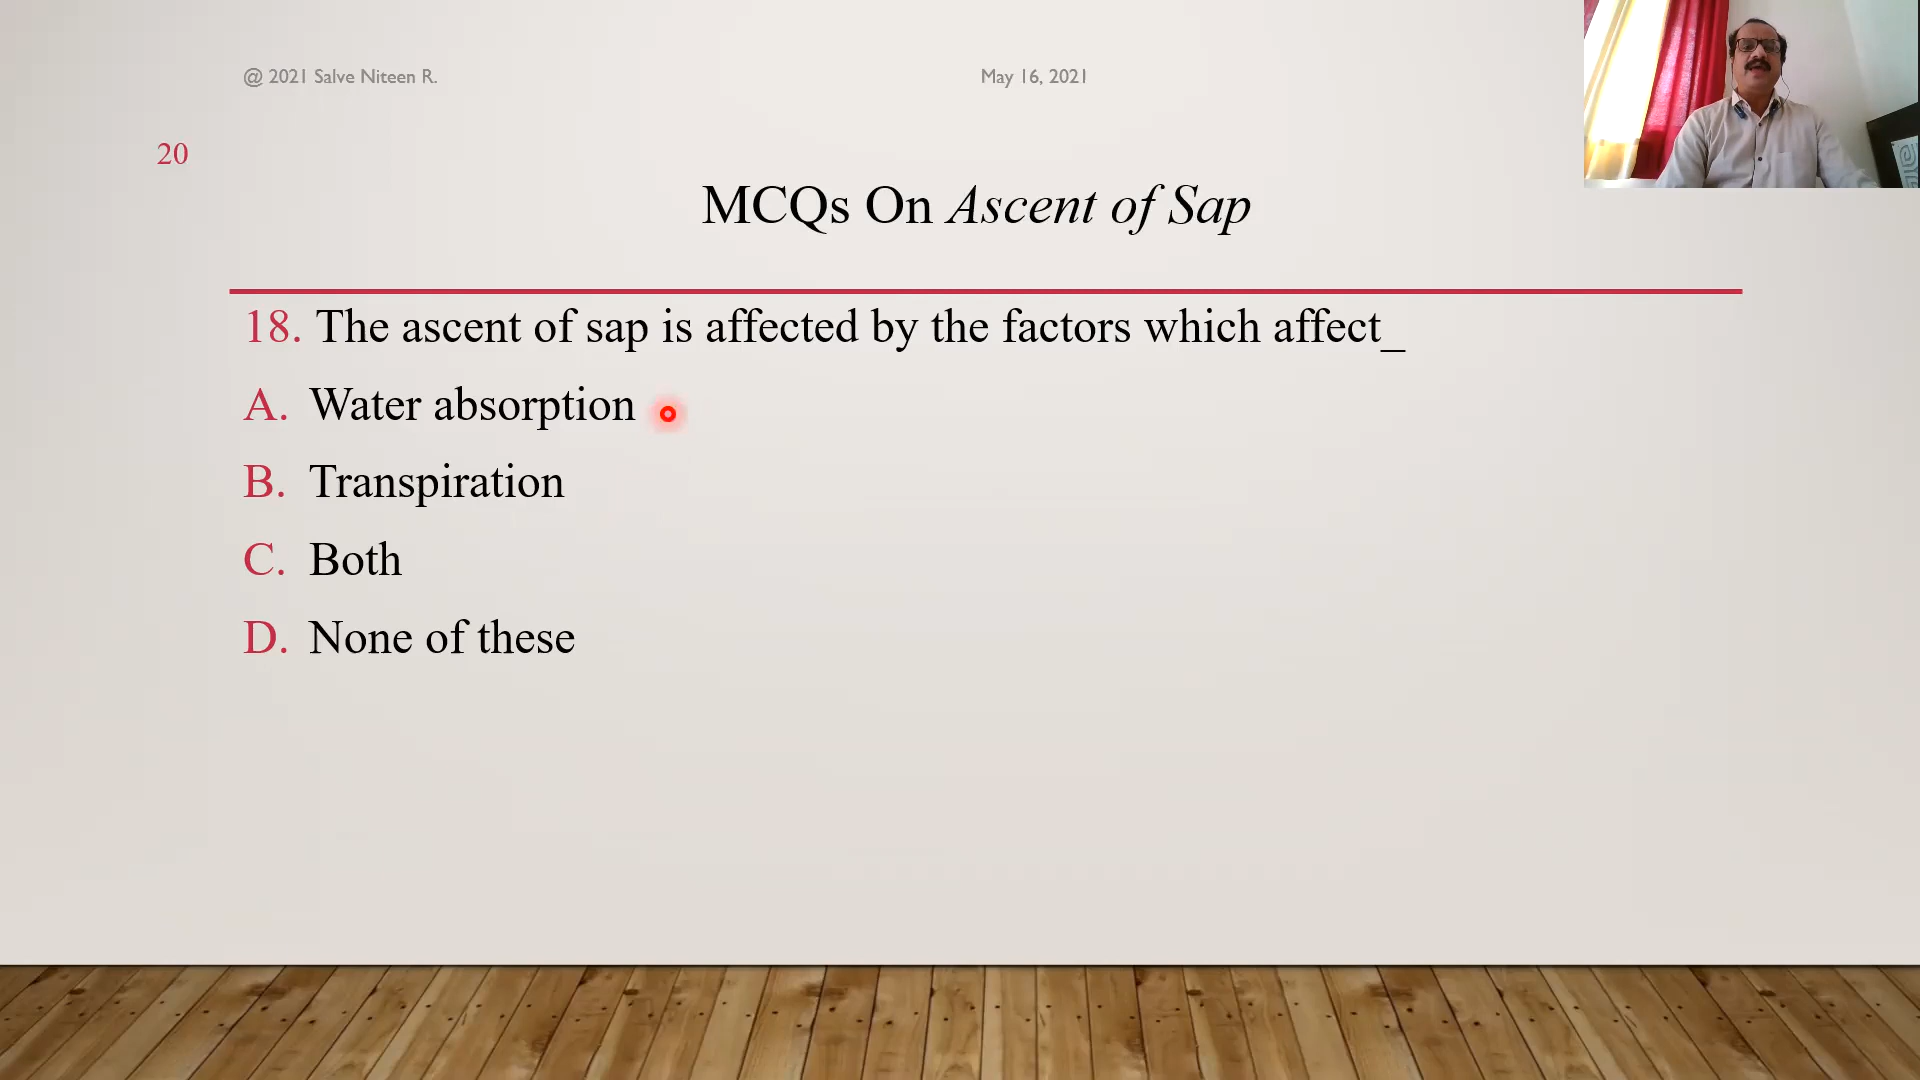 @ 2021 Salve Niteen R. May 16, 2021
20
MCQs On Ascent of Sap
18. The ascent of sap is affected by the factors which affect_
A. Water absorption
B. Transpiration
C. Both
D. None of these